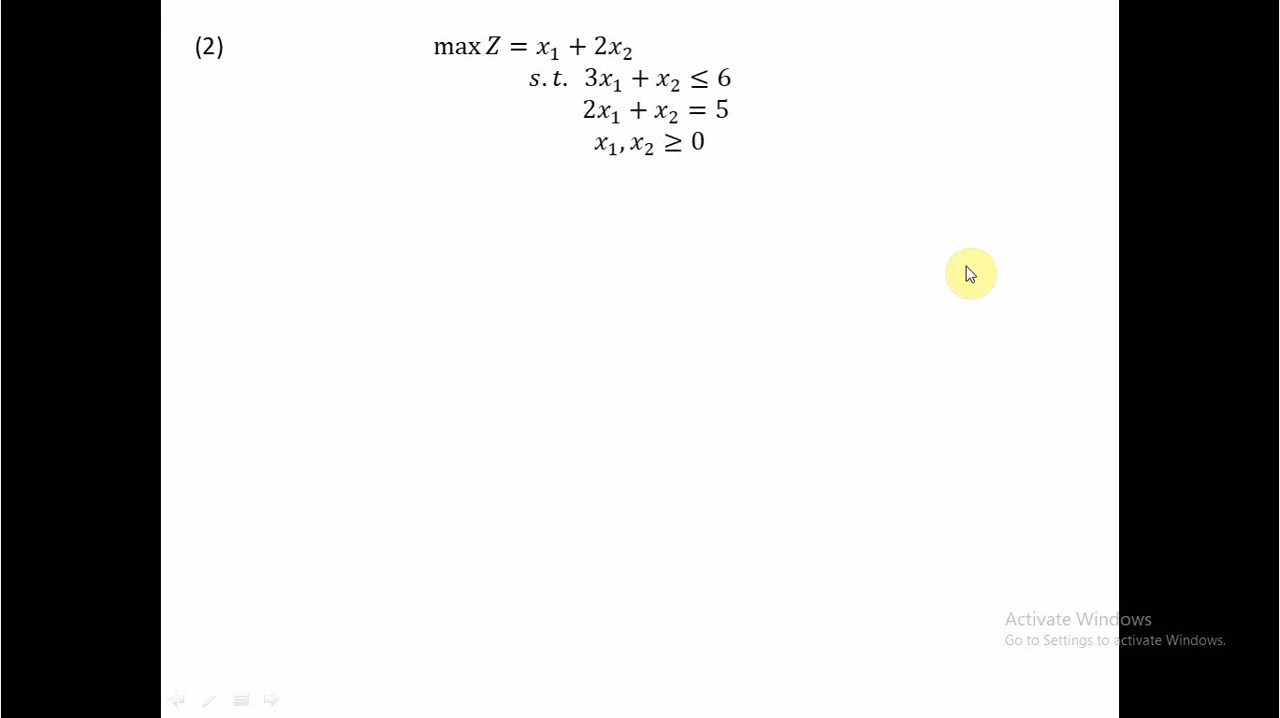 (2) max Z = x₁ + 2x₂
s.t. 3x₁ + x₂ ≤ 6
2x₁ + x₂ = 5
x₁, x₂ ≥ 0
Activate Windows
Go to Settings to activate Windows.